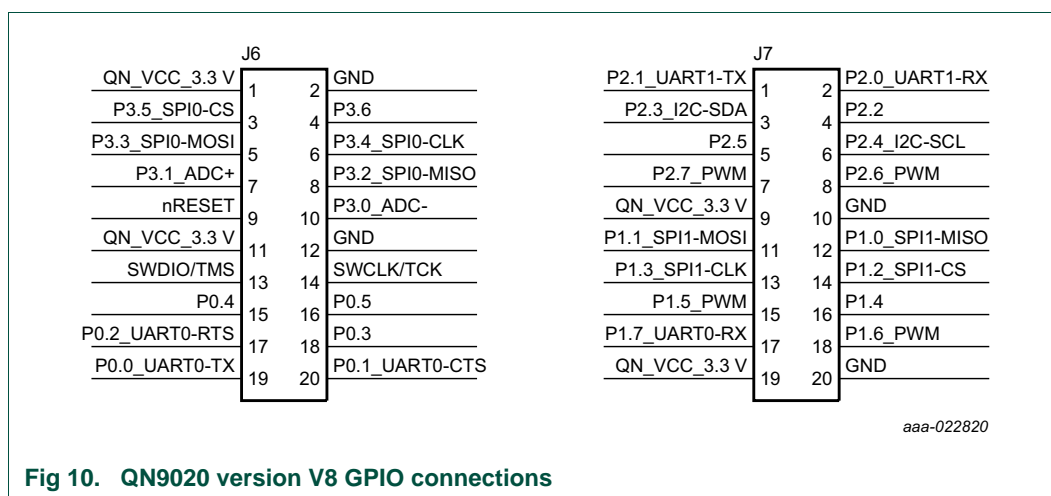 J6
QN_VCC_3.3 V 1 2 GND
P3.5_SPI0-CS 3 4 P3.6
P3.3_SPI0-MOSI 5 6 P3.4_SPI0-CLK
P3.1_ADC+ 7 8 P3.2_SPI0-MISO
nRESET 9 10 P3.0_ADC-
QN_VCC_3.3 V 11 12 GND
SWDIO/TMS 13 14 SWCLK/TCK
P0.4 15 16 P0.5
P0.2_UART0-RTS 17 18 P0.3
P0.0_UART0-TX 19 20 P0.1_UART0-CTS
J7
P2.1_UART1-TX 1 2 P2.0_UART1-RX
P2.3_I2C-SDA 3 4 P2.2
P2.5 5 6 P2.4_I2C-SCL
P2.7_PWM 7 8 P2.6_PWM
QN_VCC_3.3 V 9 10 GND
P1.1_SPI1-MOSI 11 12 P1.0_SPI1-MISO
P1.3_SPI1-CLK 13 14 P1.2_SPI1-CS
P1.5_PWM 15 16 P1.4
P1.7_UART0-RX 17 18 P1.6_PWM
QN_VCC_3.3 V 19 20 GND
aaa-022820
Fig 10. QN9020 version V8 GPIO connections